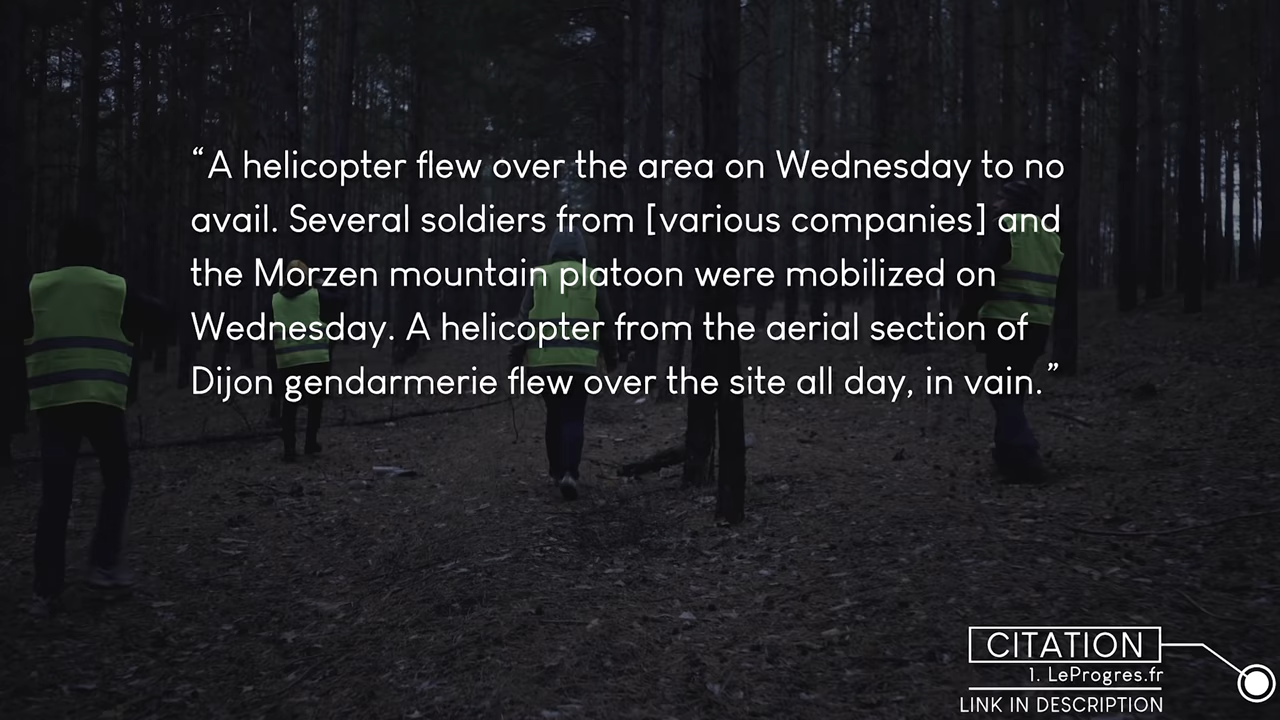 “A helicopter flew over the area on Wednesday to no
avail. Several soldiers from [various companies] and
the Morzen mountain platoon were mobilized on
Wednesday. A helicopter from the aerial section of
Dijon gendarmerie flew over the site all day, in vain.”
CITATION
1. LeProgres.fr
LINK IN DESCRIPTION